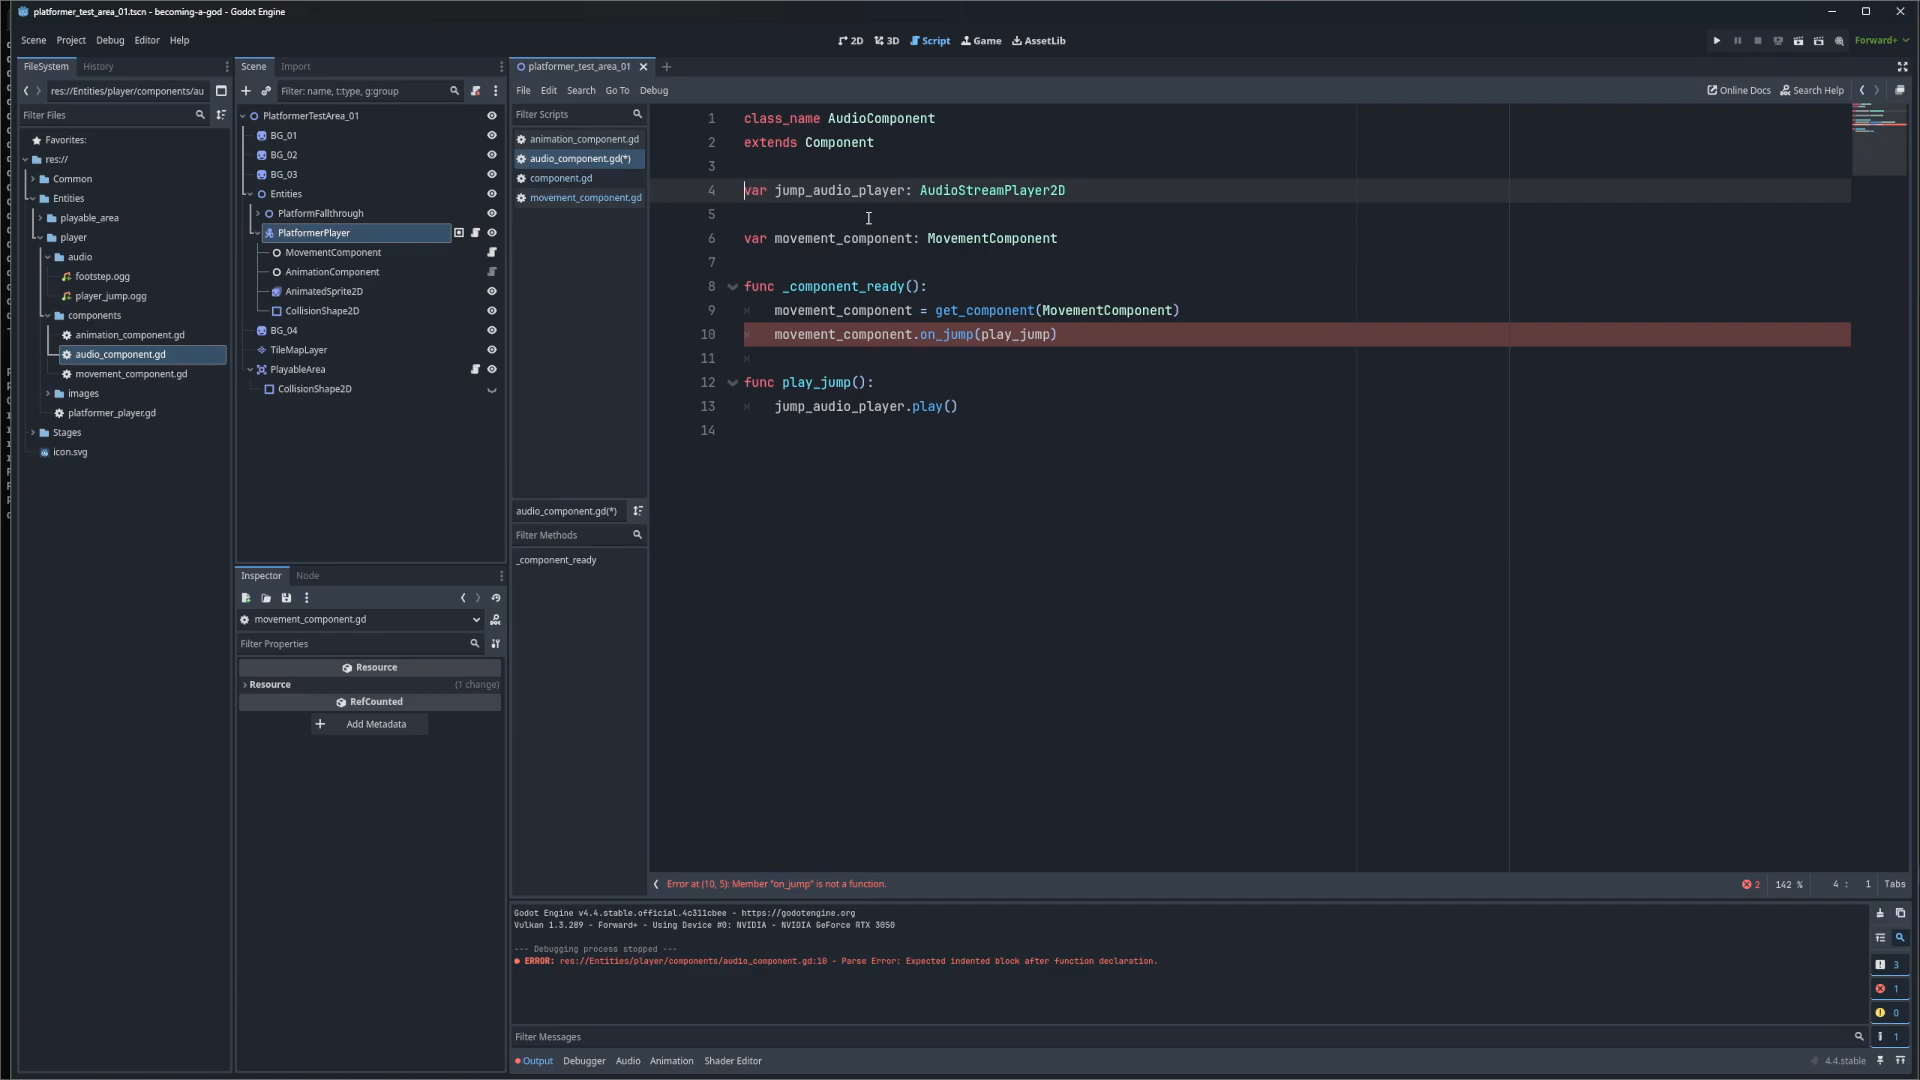 platformer_test_area_01.tscn - becoming-a-god - Godot Engine
Scene Project Debug Editor Help
2D 3D Script Game AssetLib
Forward+
FileSystem History
res://Entities/player/components/au
Filter Files
Favorites:
res://
Common
Entities
playable_area
player
audio
footstep.ogg
player_jump.ogg
components
animation_component.gd
audio_component.gd
movement_component.gd
images
platformer_player.gd
Stages
icon.svg
Scene Import
Filter: name, t:type, g:group
PlatformerTestArea_01
BG_01
BG_02
BG_03
Entities
PlatformFallthrough
PlatformerPlayer
MovementComponent
AnimationComponent
AnimatedSprite2D
CollisionShape2D
BG_04
TileMapLayer
PlayableArea
CollisionShape2D
Inspector Node
movement_component.gd
Filter Properties
Resource
Resource (1 change)
RefCounted
Add Metadata
platformer_test_area_01
File Edit Search Go To Debug
Online Docs Search Help
Filter Scripts
animation_component.gd
audio_component.gd(*)
component.gd
movement_component.gd
audio_component.gd(*)
Filter Methods
_component_ready
1 class_name AudioComponent
2 extends Component
3
4 var jump_audio_player: AudioStreamPlayer2D
5
6 var movement_component: MovementComponent
7
8 func _component_ready():
9 movement_component = get_component(MovementComponent)
10 movement_component.on_jump(play_jump)
11
12 func play_jump():
13 jump_audio_player.play()
14
Error at (10, 5): Member "on_jump" is not a function.
2 142 % 4 : 1 Tabs
Godot Engine v4.4.stable.official.4c311cbee - https://godotengine.org
Vulkan 1.3.289 - Forward+ - Using Device #0: NVIDIA - NVIDIA GeForce RTX 3050
--- Debugging process stopped ---
ERROR: res://Entities/player/components/audio_component.gd:10 - Parse Error: Expected indented block after function declaration.
3
1
0
1
Filter Messages
Output Debugger Audio Animation Shader Editor
4.4.stable